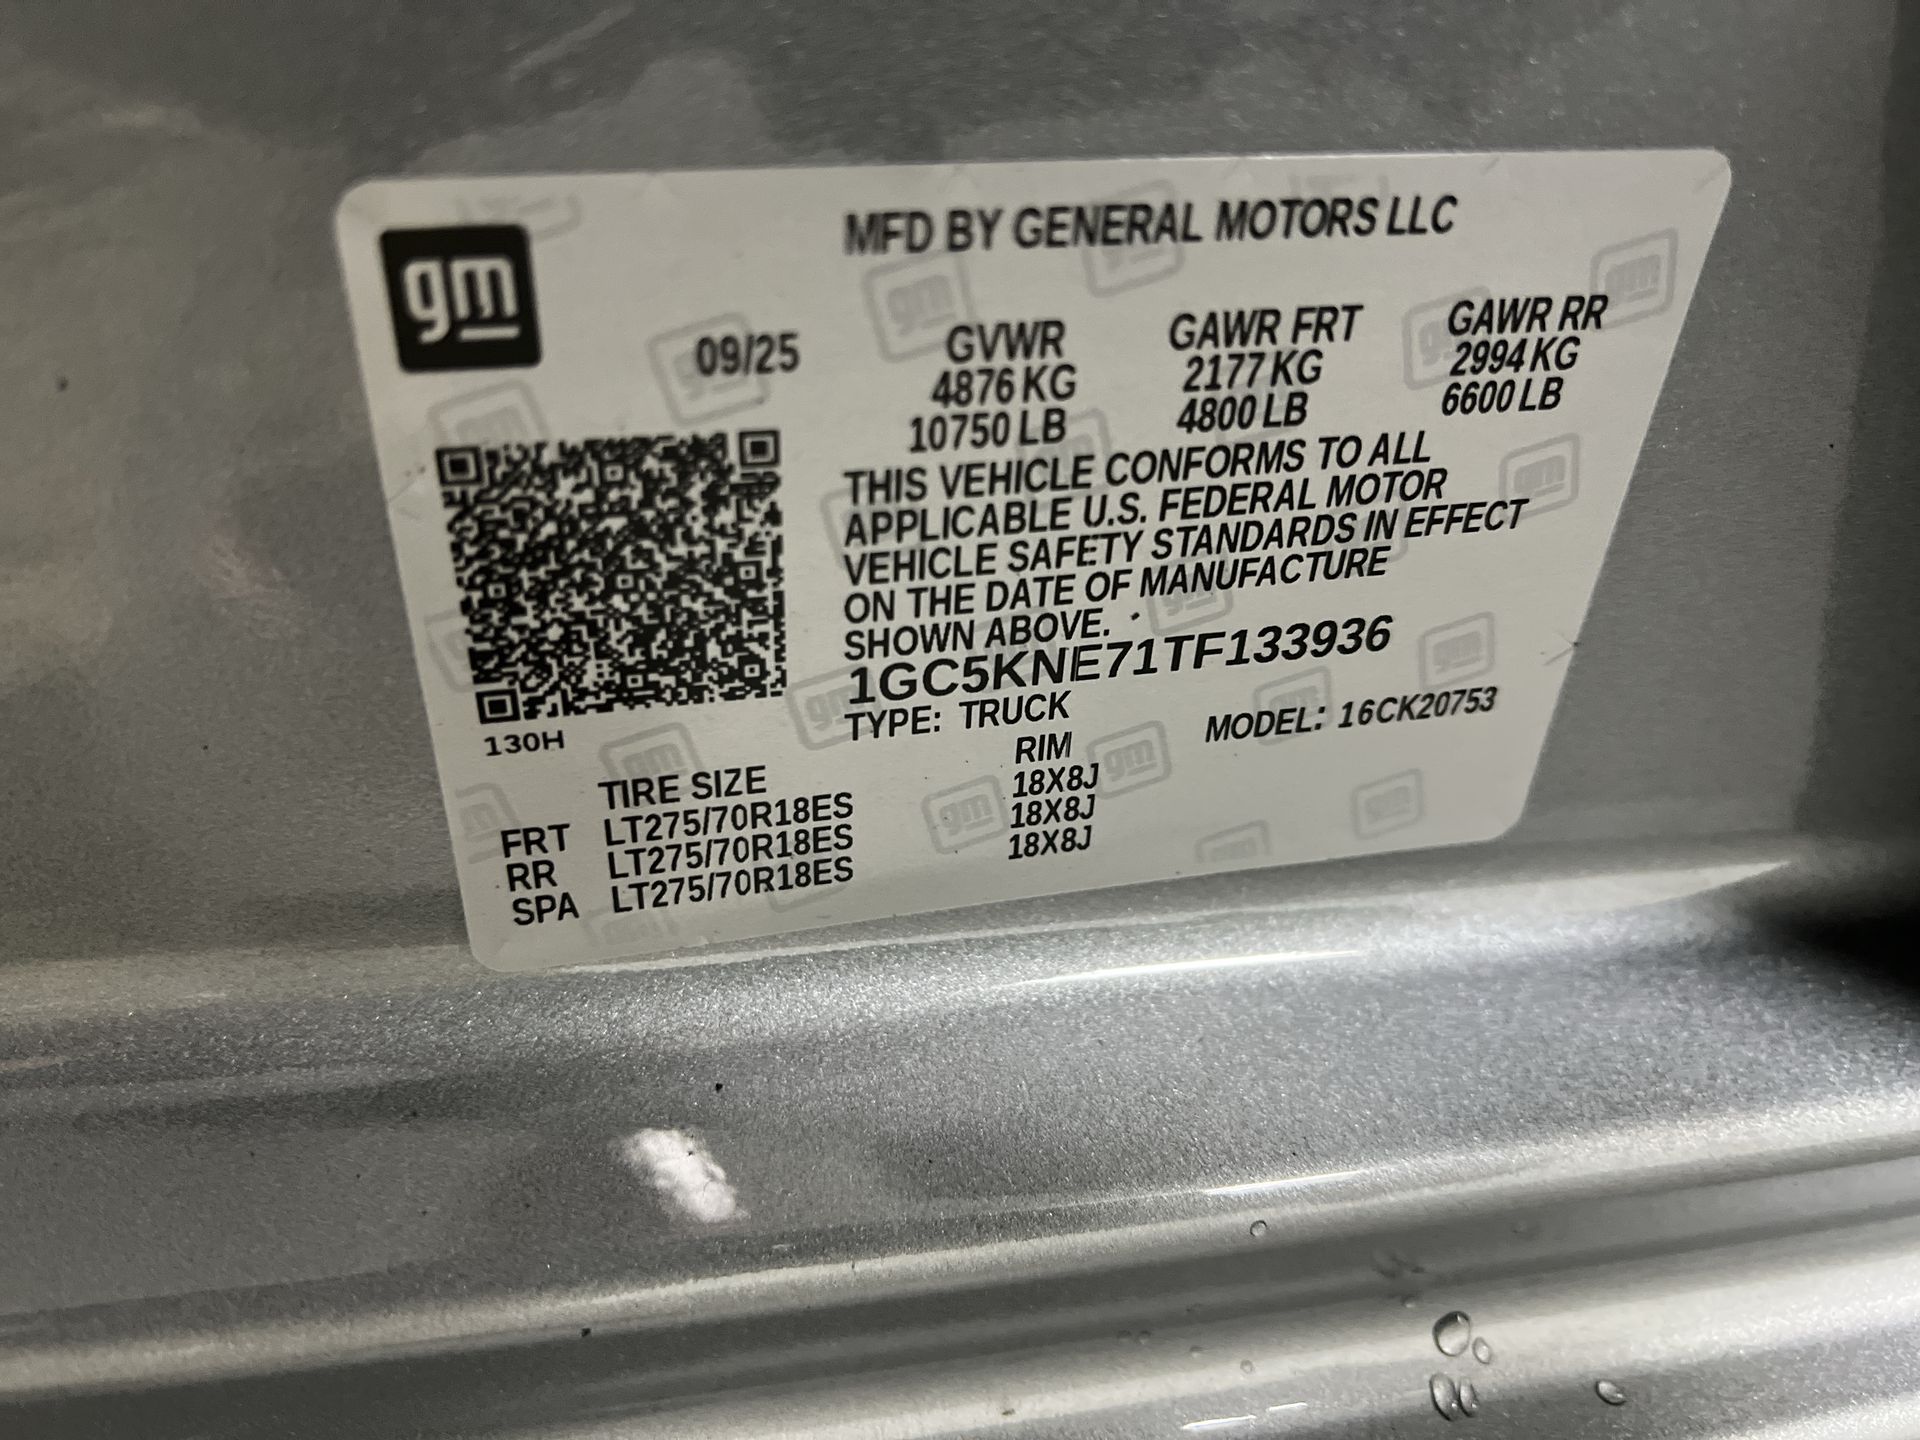 gm
MFD BY GENERAL MOTORS LLC
09/25
GVWR GAWR FRT GAWR RR
4876 KG 2177 KG 2994 KG
10750 LB 4800 LB 6600 LB
THIS VEHICLE CONFORMS TO ALL
APPLICABLE U.S. FEDERAL MOTOR
VEHICLE SAFETY STANDARDS IN EFFECT
ON THE DATE OF MANUFACTURE
SHOWN ABOVE.
1GC5KNE71TF133936
TYPE: TRUCK MODEL: 16CK20753
130H
TIRE SIZE RIM
FRT LT275/70R18ES 18X8J
RR LT275/70R18ES 18X8J
SPA LT275/70R18ES 18X8J